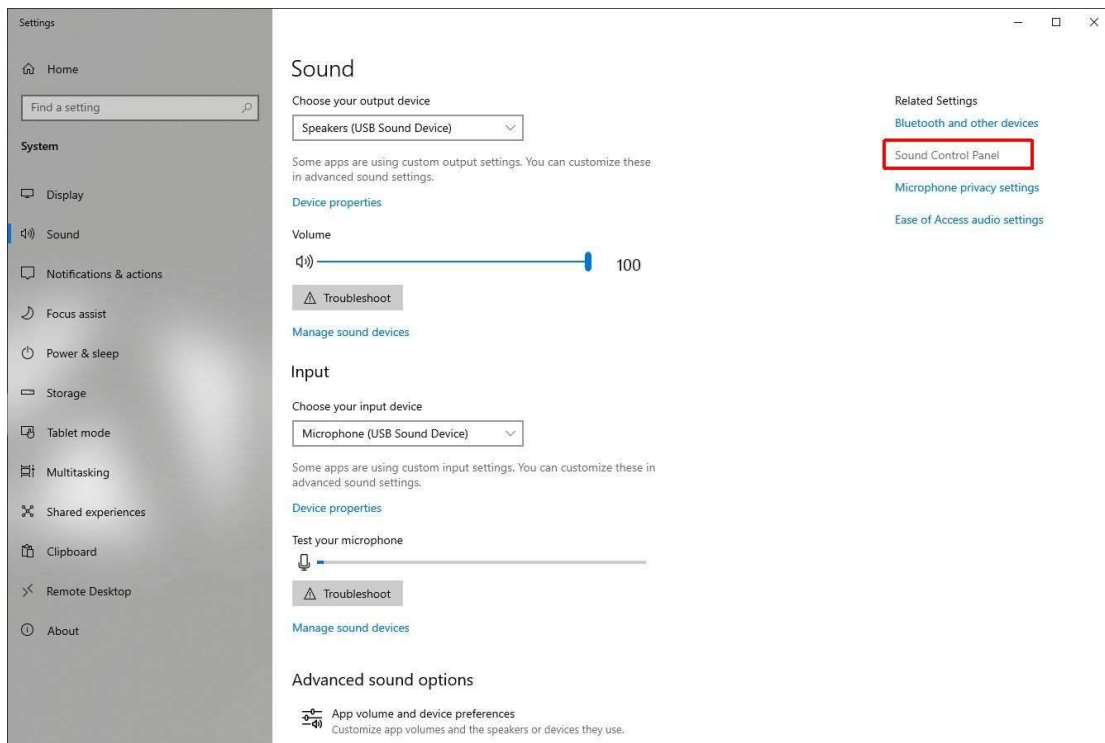 Settings
Home
Find a setting
System
Display
Sound
Notifications & actions
Focus assist
Power & sleep
Storage
Tablet mode
Multitasking
Shared experiences
Clipboard
Remote Desktop
About
Sound
Choose your output device
Speakers (USB Sound Device)
Some apps are using custom output settings. You can customize these
in advanced sound settings.
Device properties
Volume
100
Troubleshoot
Manage sound devices
Input
Choose your input device
Microphone (USB Sound Device)
Some apps are using custom input settings. You can customize these in
advanced sound settings.
Device properties
Test your microphone
Troubleshoot
Manage sound devices
Advanced sound options
App volume and device preferences
Customize app volumes and the speakers or devices they use.
Related Settings
Bluetooth and other devices
Sound Control Panel
Microphone privacy settings
Ease of Access audio settings